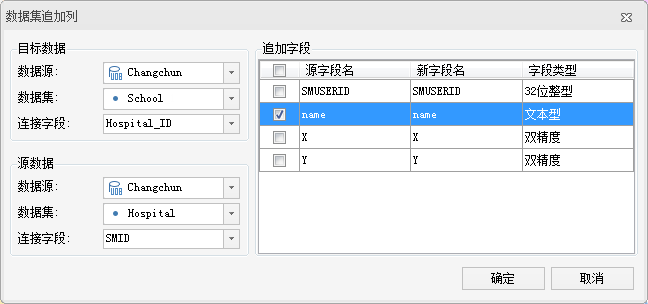 数据集追加列
目标数据
数据源: Changchun
数据集: School
连接字段: Hospital_ID
源数据
数据源: Changchun
数据集: Hospital
连接字段: SMID
追加字段
源字段名 新字段名 字段类型
SMUSERID SMUSERID 32位整型
name name 文本型
X X 双精度
Y Y 双精度
确定 取消